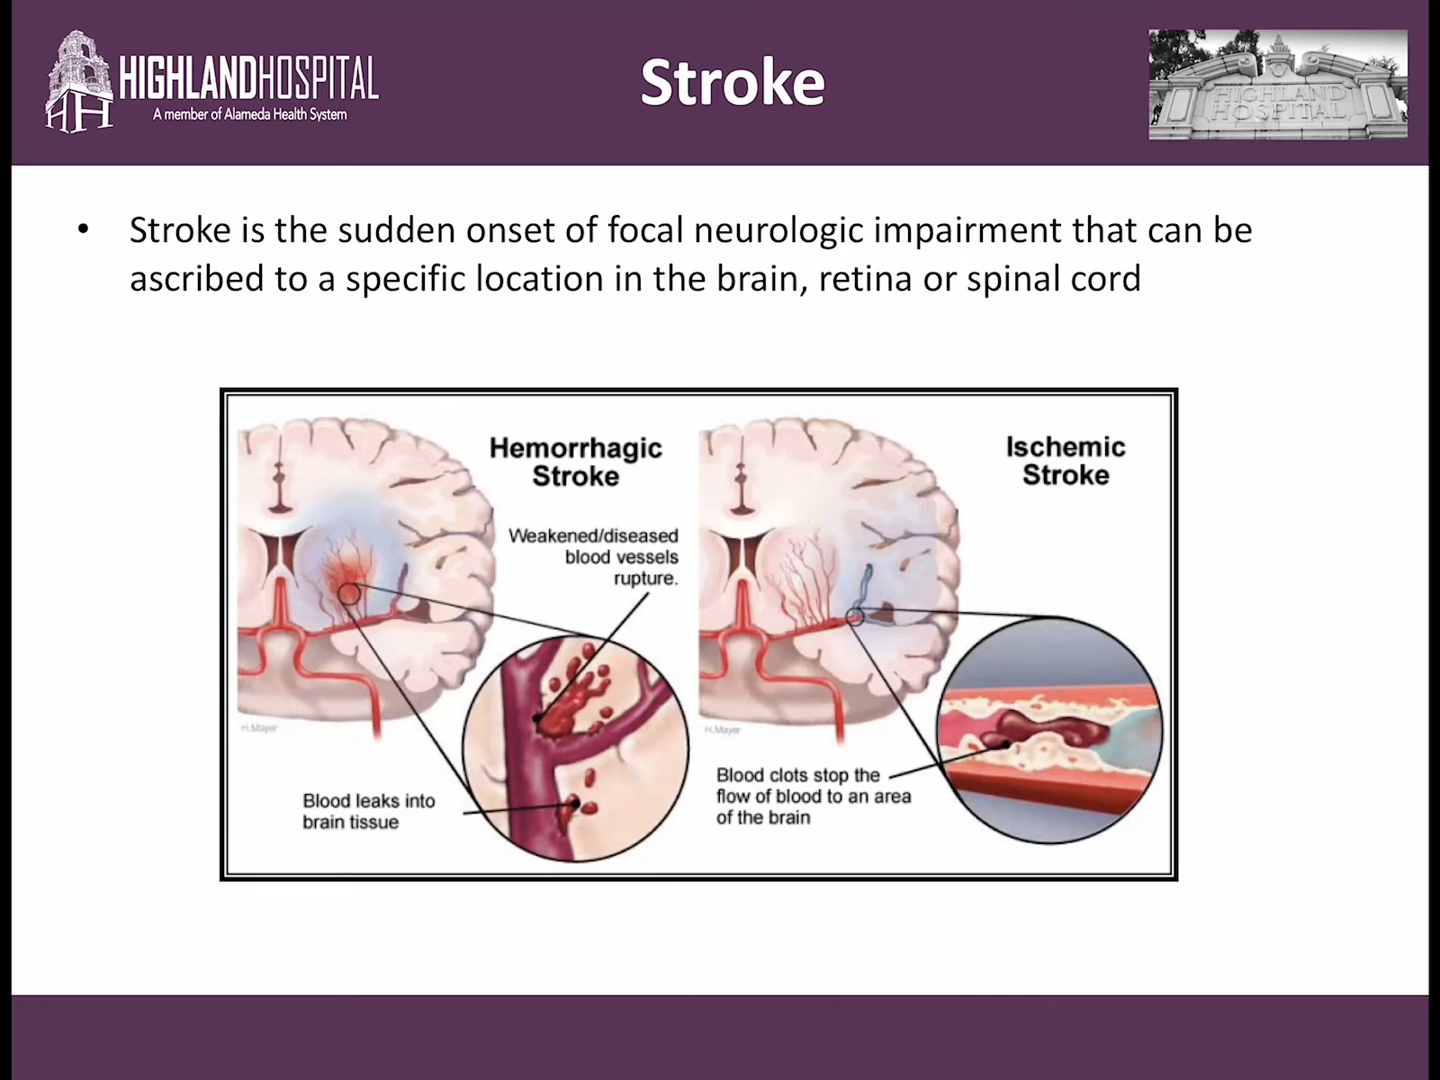 HIGHLANDHOSPITAL
A member of Alameda Health System
Stroke
HIGHLAND
HOSPITAL
• Stroke is the sudden onset of focal neurologic impairment that can be
ascribed to a specific location in the brain, retina or spinal cord
Hemorrhagic
Stroke
Weakened/diseased
blood vessels
rupture.
Blood leaks into
brain tissue
H.Mayer
Ischemic
Stroke
Blood clots stop the
flow of blood to an area
of the brain
H.Mayer